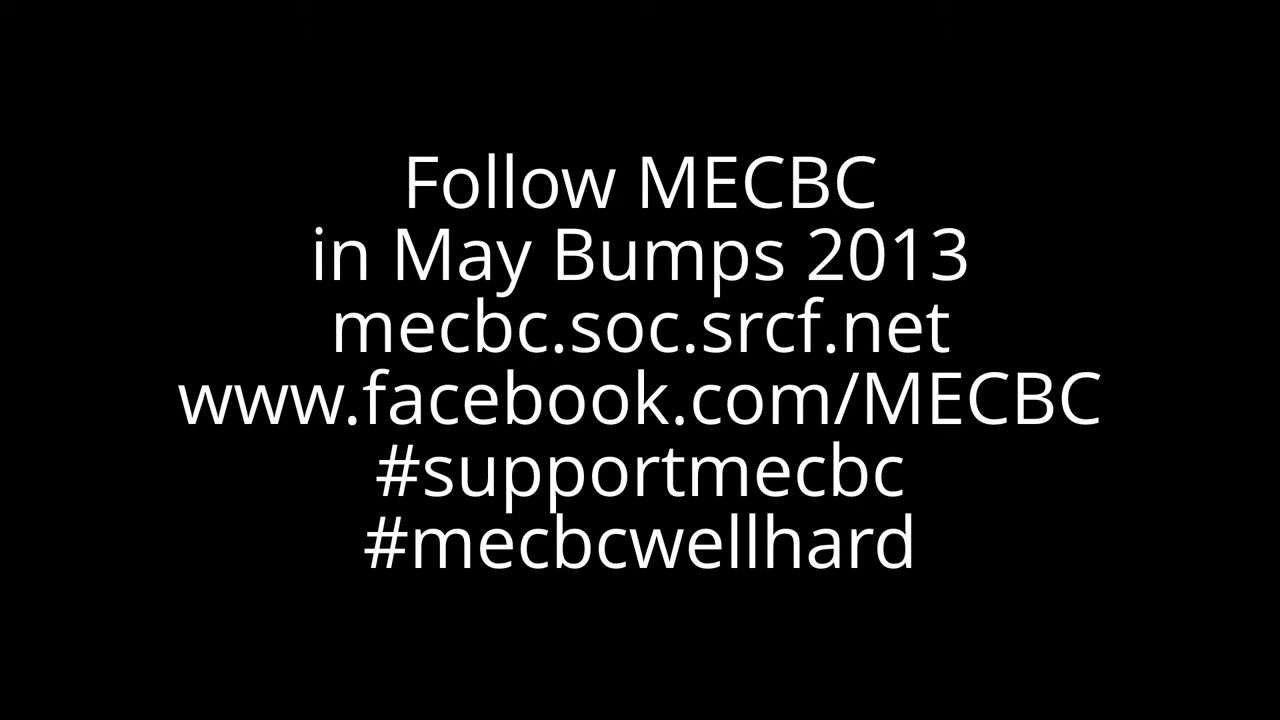 Follow MECBC
in May Bumps 2013
mecbc.soc.srcf.net
www.facebook.com/MECBC
#supportmecbc
#mecbcwellhard